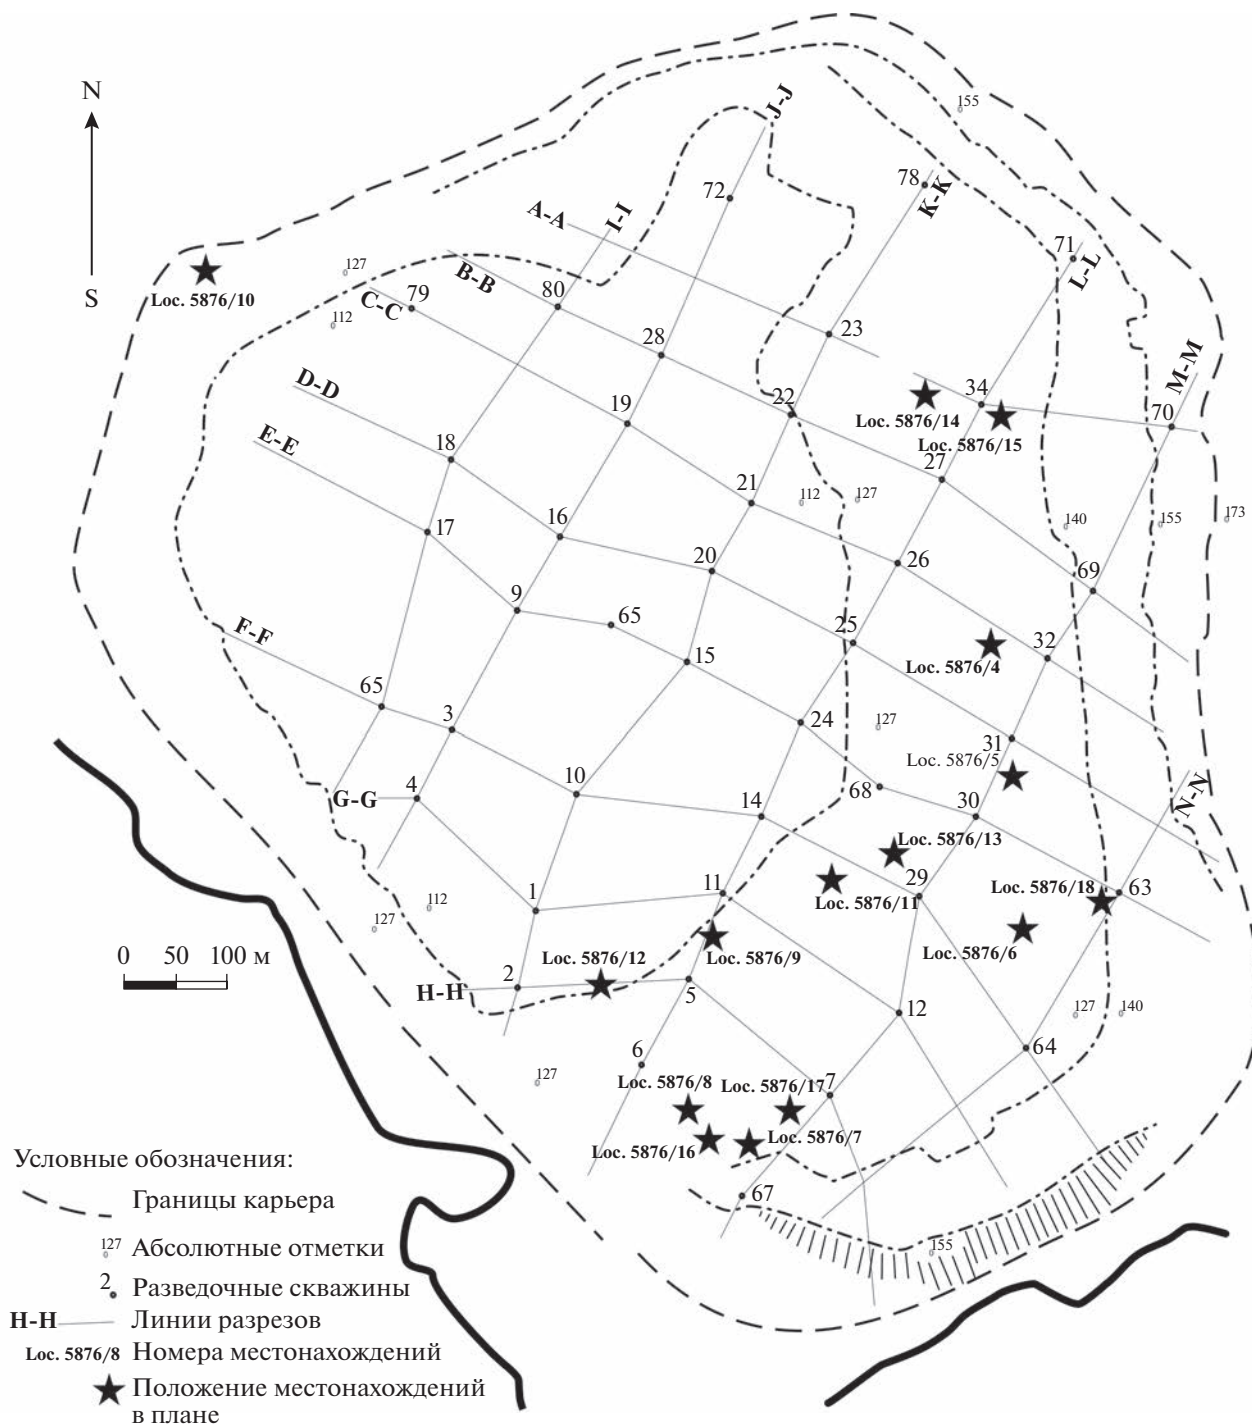 N
S
155
J-J
78
K-K
72
I-I
A-A
71
L-L
127
B-B
Loc. 5876/10
C-C
79
80
112
23
28
M-M
D-D
34
22
Loc. 5876/14
70
19
Loc. 5876/15
E-E
18
27
21
112
127
16
140
155
173
17
20
26
69
9
65
25
F-F
32
15
Loc. 5876/4
65
3
24
127
31
Loc. 5876/5
N-N
G-G
4
10
68
14
30
Loc. 5876/13
11
29
Loc. 5876/18
63
1
112
Loc. 5876/11
127
Loc. 5876/6
0 50 100 м
Loc. 5876/12
Loc. 5876/9
2
H-H
5
12
127
140
6
64
127
Loc. 5876/8
Loc. 5876/17
7
Loc. 5876/16
Loc. 5876/7
67
155
Условные обозначения:
Границы карьера
127 Абсолютные отметки
2 Разведочные скважины
H-H Линии разрезов
Loc. 5876/8 Номера местонахождений
Положение местонахождений
в плане